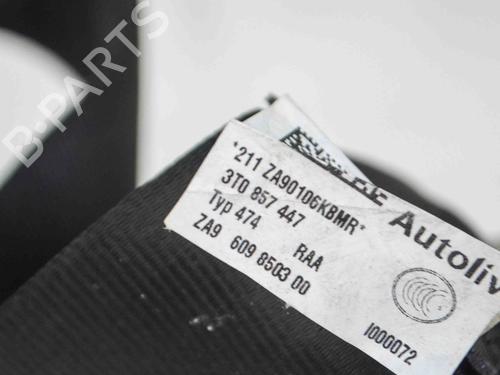 B-PARTS
*211 ZA90106KBMR*
3T0 857 447
Typ 474 RAA
ZA9 609 8503 00
Autoliv
I000072